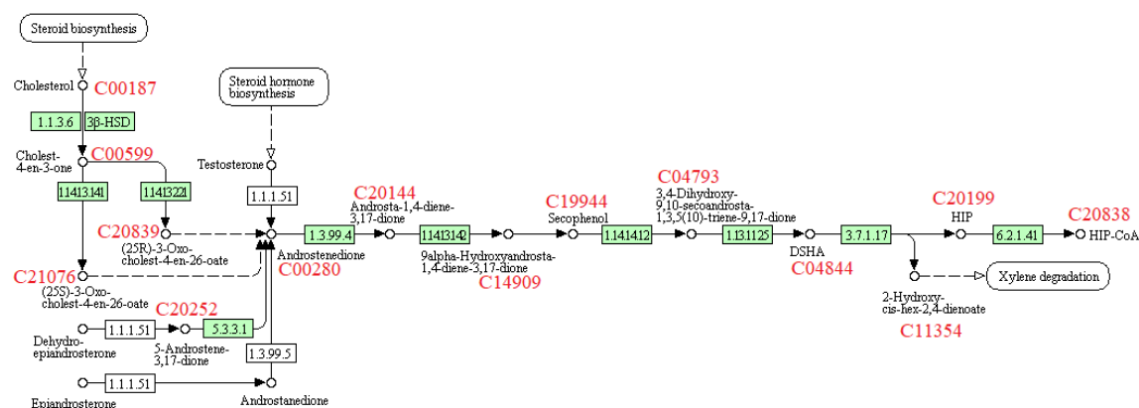 Steroid biosynthesis
Cholesterol
C00187
1.1.3.6
3β-HSD
Cholest-
4-en-3-one
C00599
1.14.13.141
1.14.13.221
C20839
(25R)-3-Oxo-
cholest-4-en-26-oate
C21076
(25S)-3-Oxo-
cholest-4-en-26-oate
Steroid hormone
biosynthesis
Testosterone
1.1.1.51
Androstenedione
C00280
1.3.99.4
C20144
Androsta-1,4-diene-
3,17-dione
1.14.13.142
9alpha-Hydroxyandrosta-
1,4-diene-3,17-dione
C14909
C19944
Secophenol
1.14.14.12
C04793
3,4-Dihydroxy-
9,10-secoandrosta-
1,3,5(10)-triene-9,17-dione
1.13.11.25
DSHA
C04844
3.7.1.17
C20199
HIP
6.2.1.41
C20838
HIP-CoA
2-Hydroxy-
cis-hex-2,4-dienoate
C11354
Xylene degradation
Dehydro-
epiandrosterone
1.1.1.51
C20252
5-Androstene-
3,17-dione
5.3.3.1
1.3.99.5
Epiandrosterone
1.1.1.51
Androstanedione